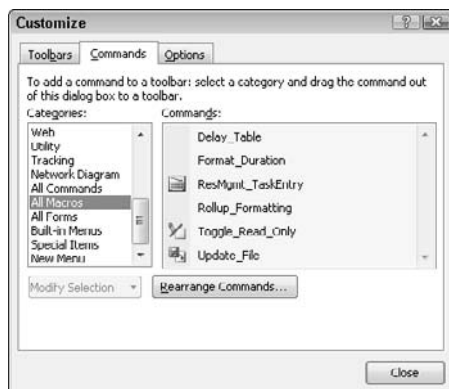 Customize
Toolbars Commands Options
To add a command to a toolbar: select a category and drag the command out
of this dialog box to a toolbar.
Categories:
Web
Utility
Tracking
Network Diagram
All Commands
All Macros
All Forms
Built-in Menus
Special Items
New Menu
Commands:
Delay_Table
Format_Duration
ResMgmt_TaskEntry
Rollup_Formatting
Toggle_Read_Only
Update_File
Modify Selection
Rearrange Commands...
Close